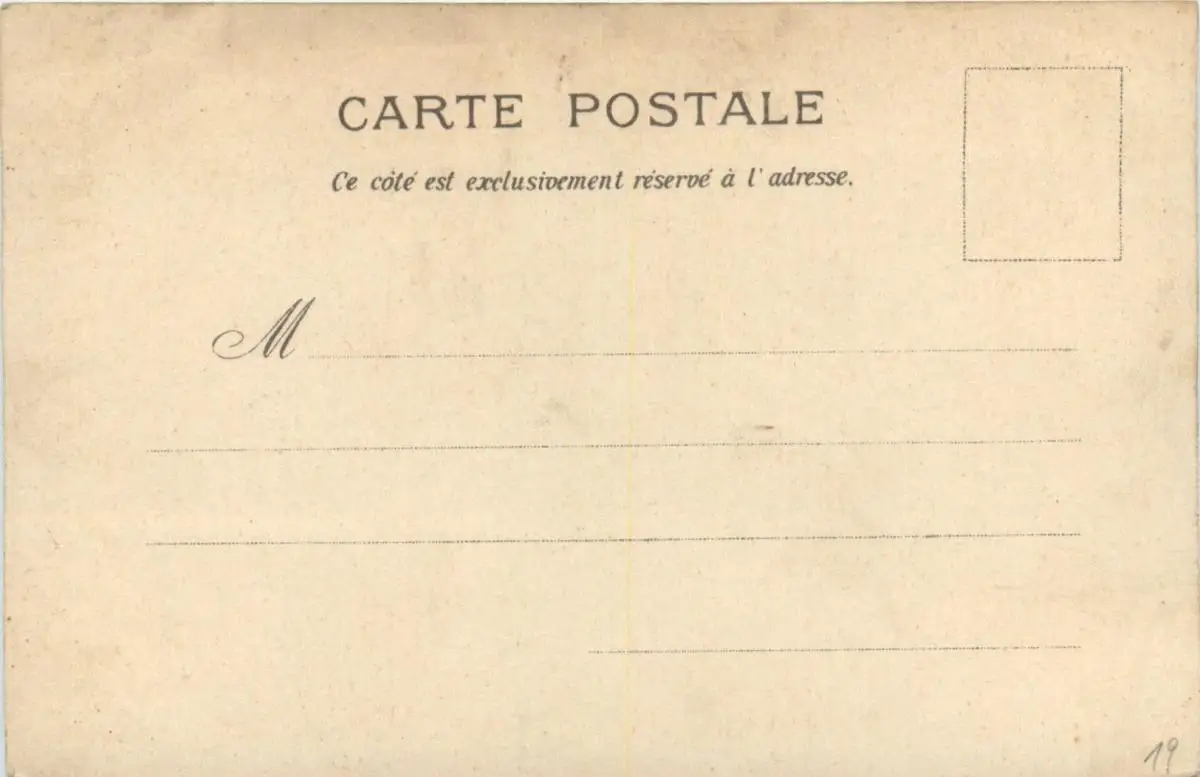 CARTE POSTALE
Ce côté est exclusivement réservé à l'adresse.
M
19